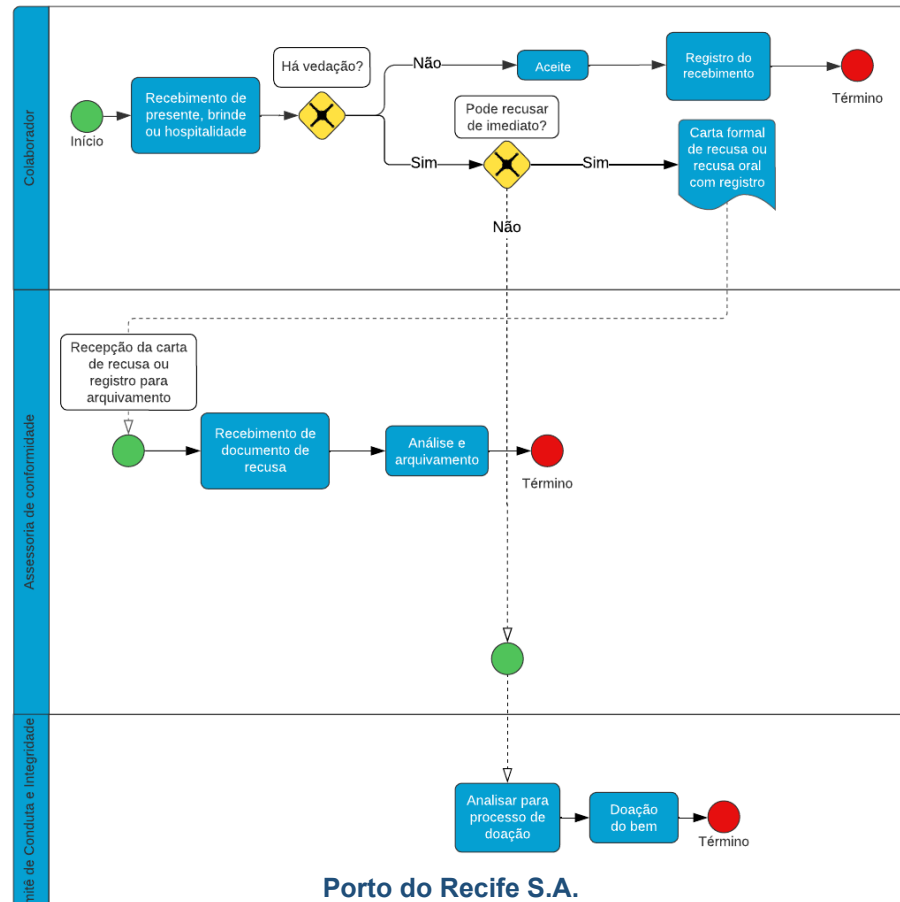 Colaborador
Início
Recebimento de
presente, brinde
ou hospitalidade
Há vedação?
Não
Aceite
Registro do
recebimento
Término
Sim
Pode recusar
de imediato?
Sim
Carta formal
de recusa ou
recusa oral
com registro
Não
Assessoria de conformidade
Recepção da carta
de recusa ou
registro para
arquivamento
Recebimento de
documento de
recusa
Análise e
arquivamento
Término
mitê de Conduta e Integridade
Analisar para
processo de
doação
Doação
do bem
Término
Porto do Recife S.A.